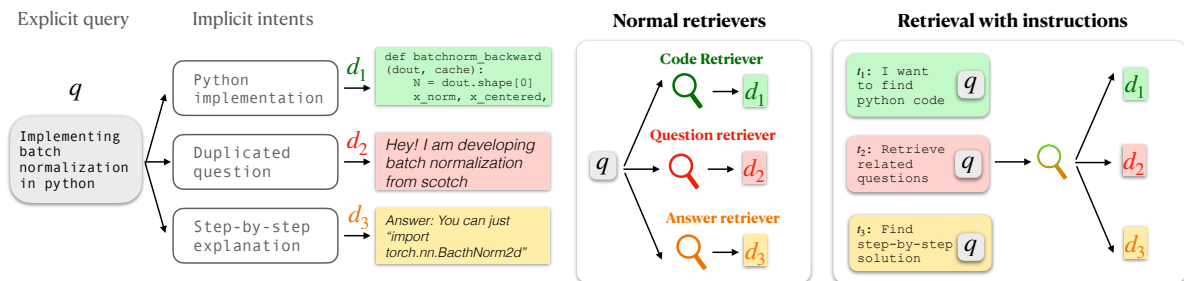 Explicit query
Implicit intents
Normal retrievers
Retrieval with instructions
q
Implementing
batch
normalization
in python
Python
implementation
d1
def batchnorm_backward
(dout, cache):
N = dout.shape[0]
x_norm, x_centered,
Duplicated
question
d2
Hey! I am developing
batch normalization
from scotch
Step-by-step
explanation
d3
Answer: You can just
“import
torch.nn.BacthNorm2d”
q
Code Retriever
d1
Question retriever
d2
Answer retriever
d3
t1: I want
to find
python code
q
t2: Retrieve
related
questions
q
t3: Find
step-by-step
solution
q
d1
d2
d3